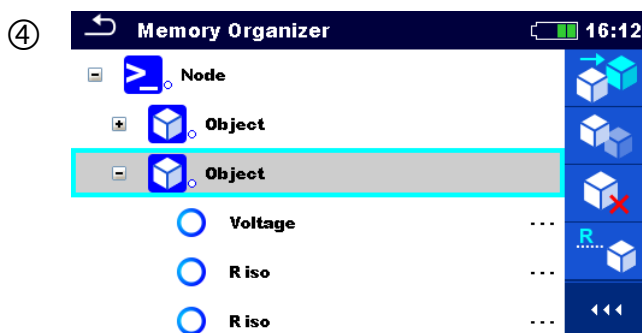 ④ Memory Organizer 16:12
Node
Object
Object
Voltage ---
R iso ---
R iso ---
R